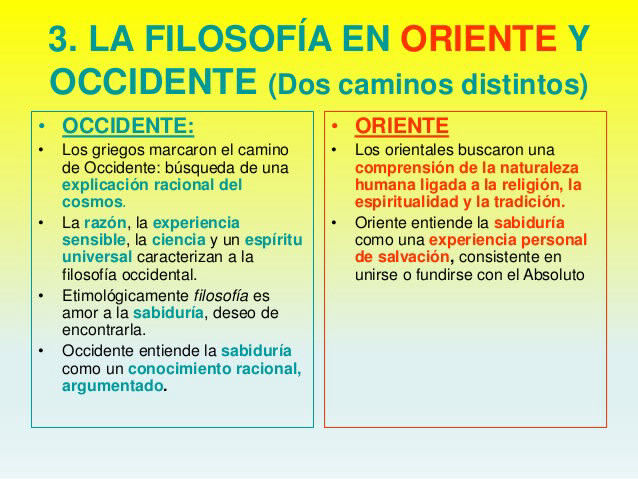 3. LA FILOSOFÍA EN ORIENTE Y
OCCIDENTE (Dos caminos distintos)
• OCCIDENTE:
• Los griegos marcaron el camino
de Occidente: búsqueda de una
explicación racional del
cosmos.
• La razón, la experiencia
sensible, la ciencia y un espíritu
universal caracterizan a la
filosofía occidental.
• Etimológicamente filosofía es
amor a la sabiduría, deseo de
encontrarla.
• Occidente entiende la sabiduría
como un conocimiento racional,
argumentado.
• ORIENTE
• Los orientales buscaron una
comprensión de la naturaleza
humana ligada a la religión, la
espiritualidad y la tradición.
• Oriente entiende la sabiduría
como una experiencia personal
de salvación, consistente en
unirse o fundirse con el Absoluto